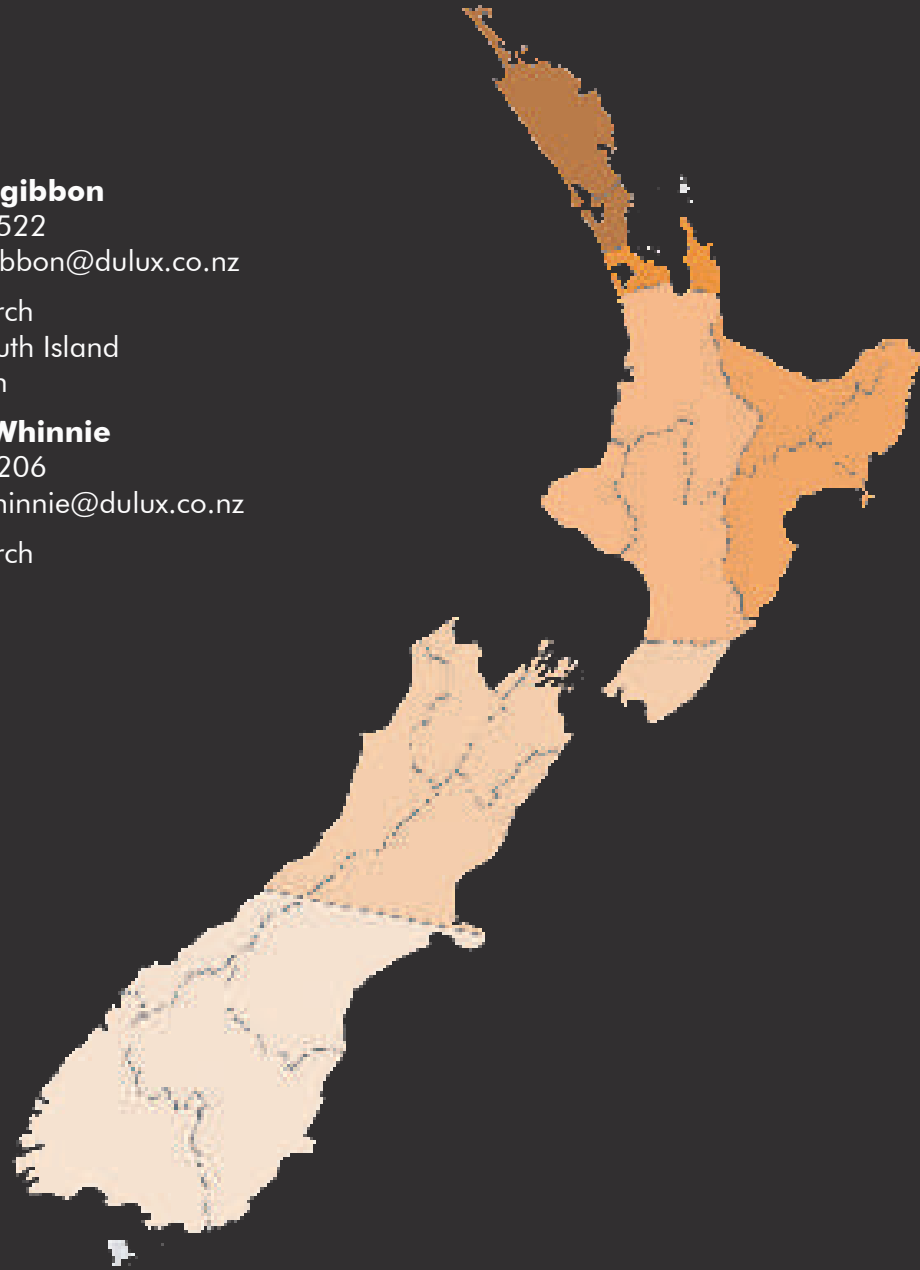 gibbon
522
bbon@dulux.co.nz
rch
uth Island
n
Whinnie
206
hinnie@dulux.co.nz
rch